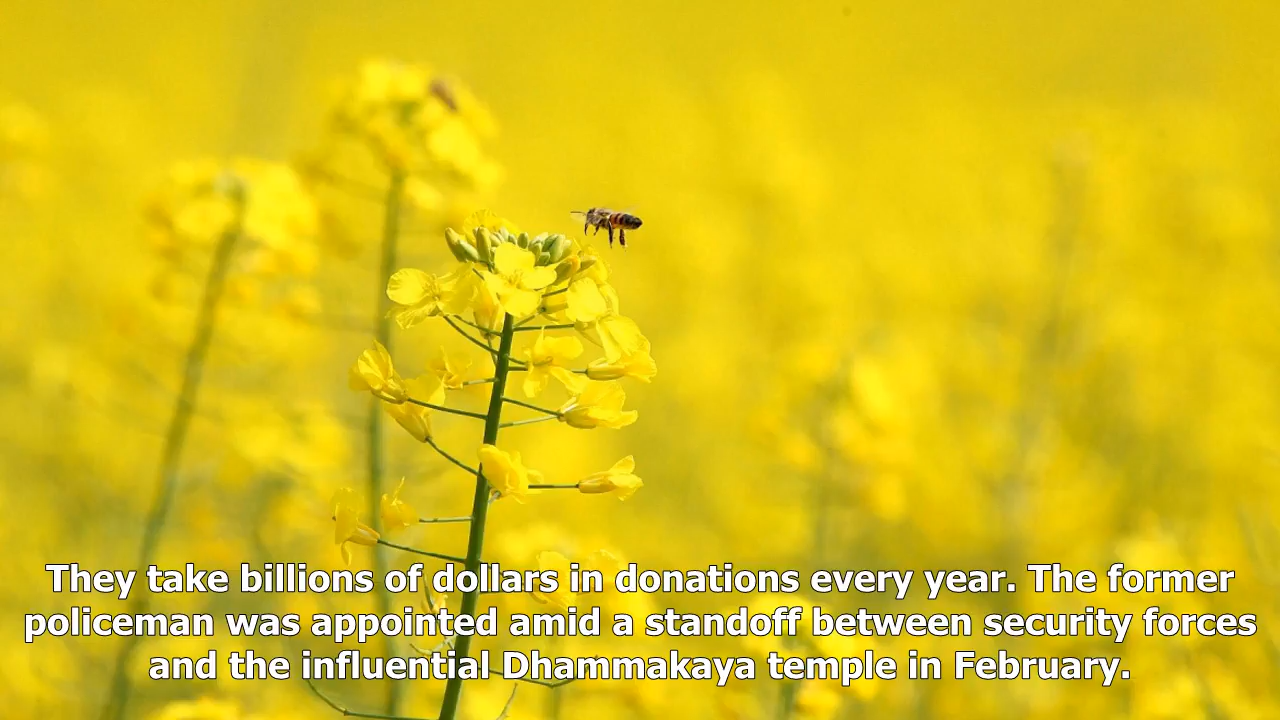 They take billions of dollars in donations every year. The former
policeman was appointed amid a standoff between security forces
and the influential Dhammakaya temple in February.